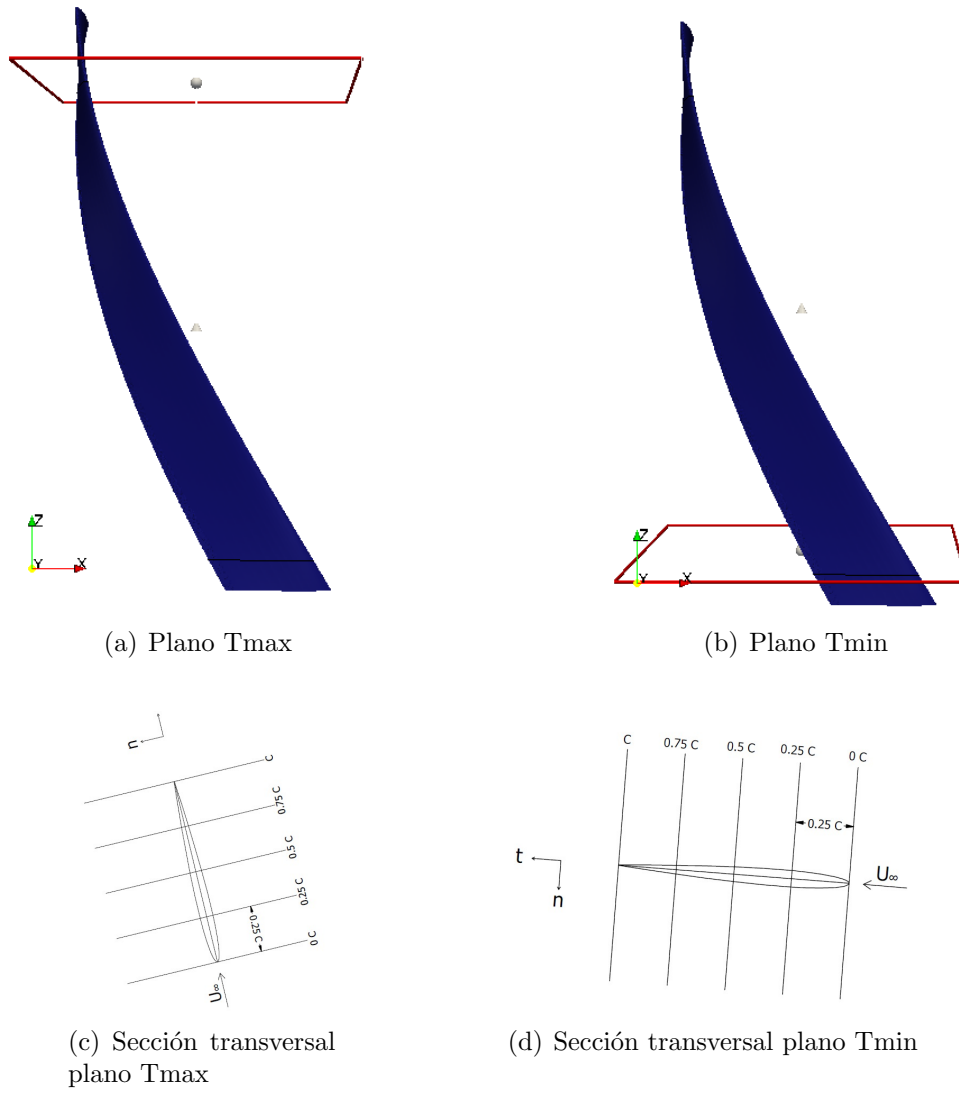 Z
Y X
Z
Y X
(a) Plano Tmax
(b) Plano Tmin
n
C
0.75 C
0.5 C
0.25 C
0.25 C
0 C
U∞
C 0.75 C 0.5 C 0.25 C 0 C
0.25 C
t
n
U∞
(c) Sección transversal
plano Tmax
(d) Sección transversal plano Tmin